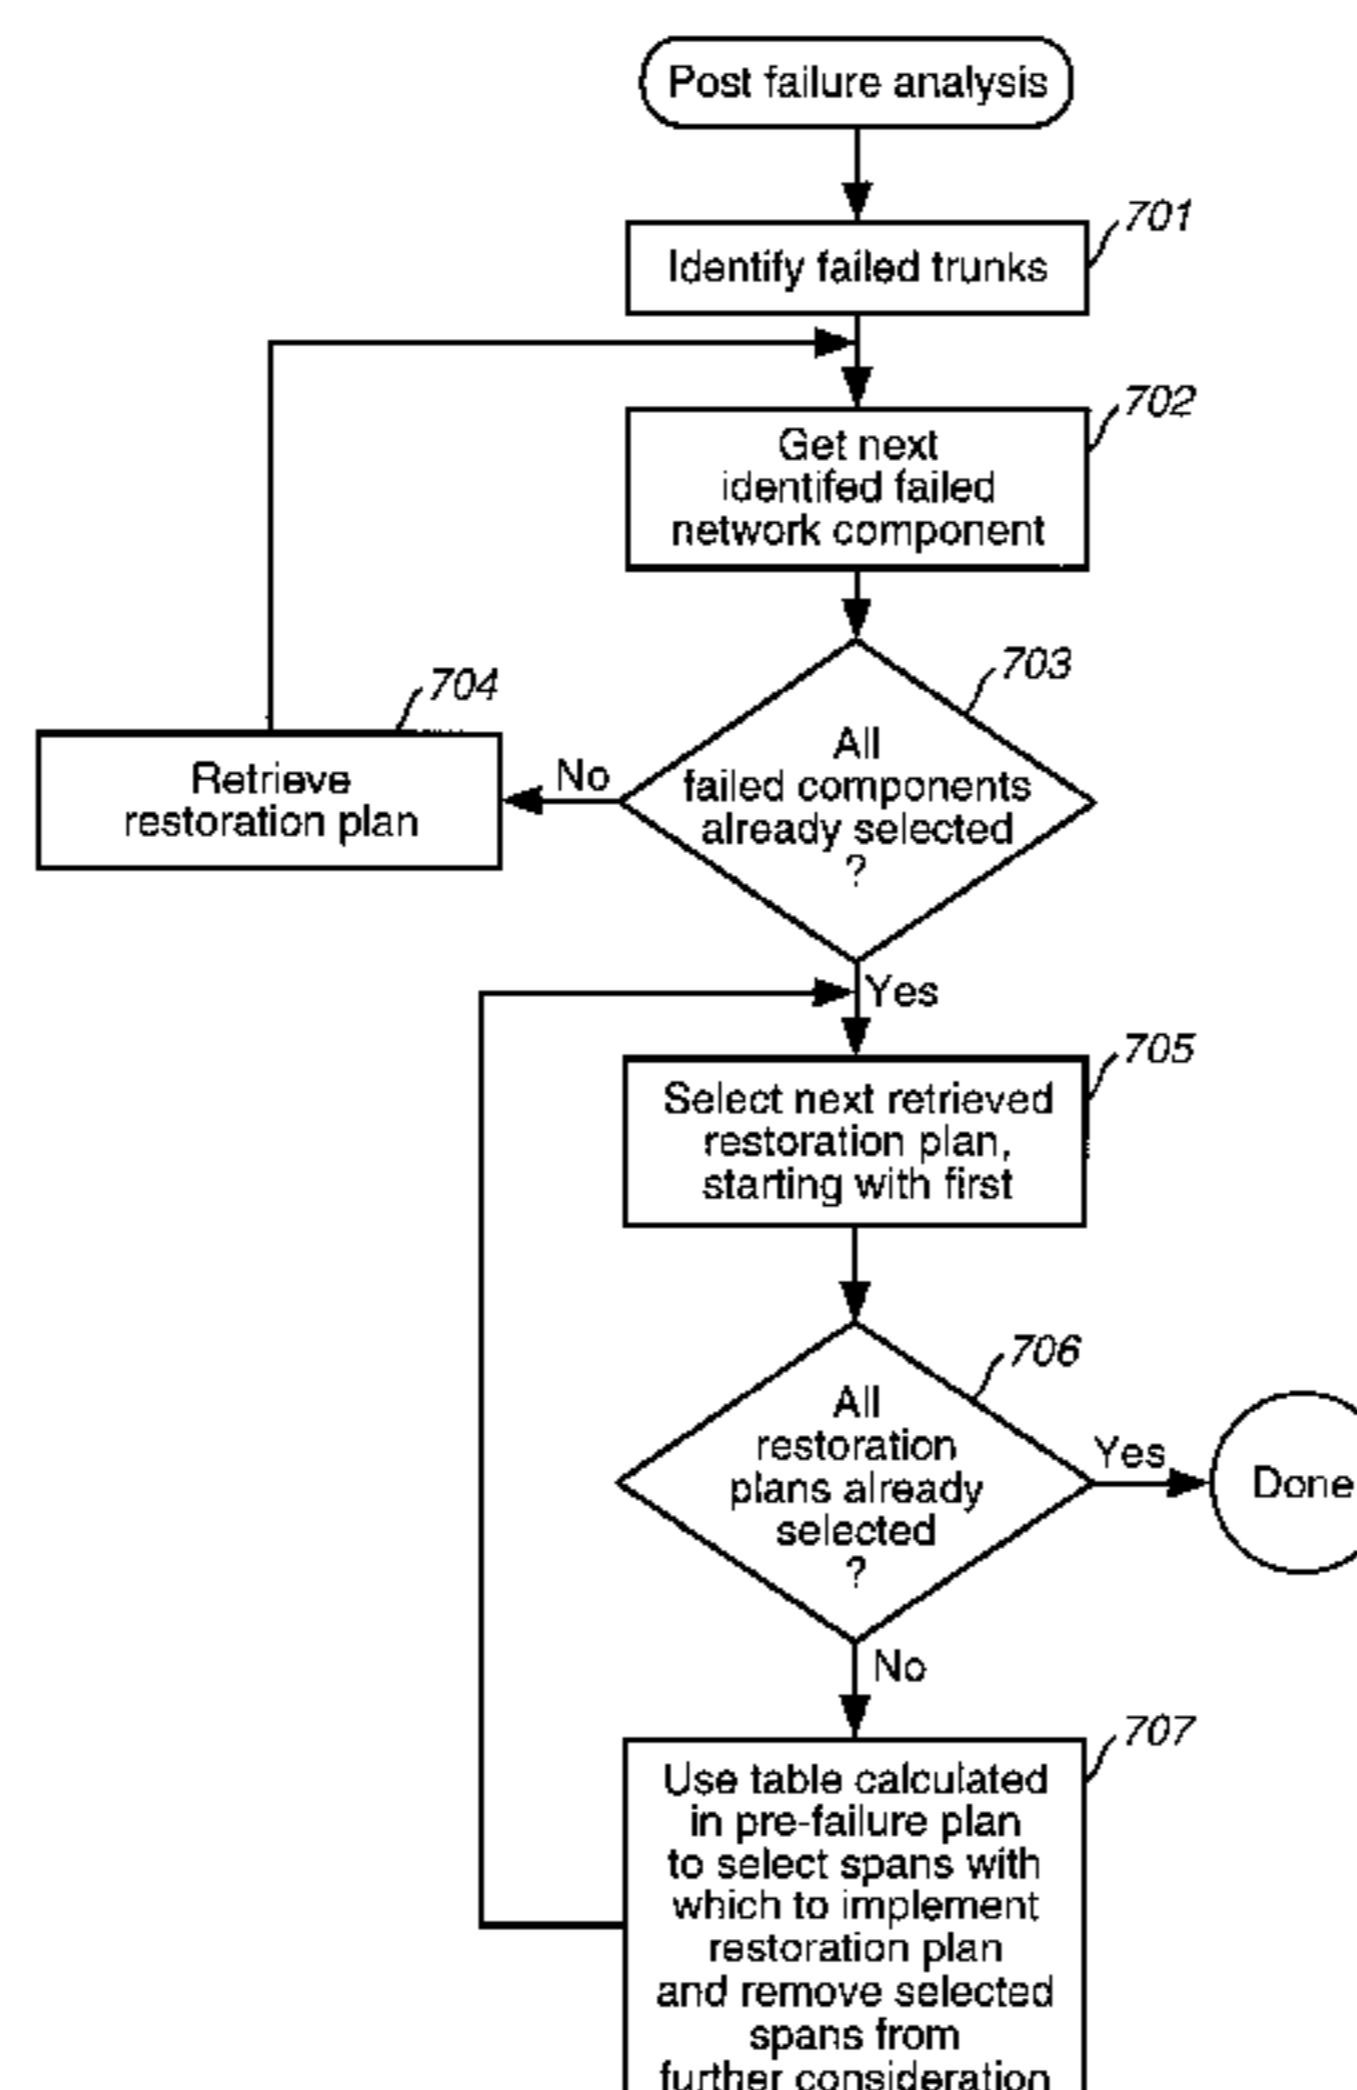 Post failure analysis
701
Identify failed trunks
702
Get next
identifed failed
network component
703
All
failed components
already selected
?
704
No
Retrieve
restoration plan
Yes
705
Select next retrieved
restoration plan,
starting with first
706
All
restoration
plans already
selected
?
Yes
Done
No
707
Use table calculated
in pre-failure plan
to select spans with
which to implement
restoration plan
and remove selected
spans from
further consideration